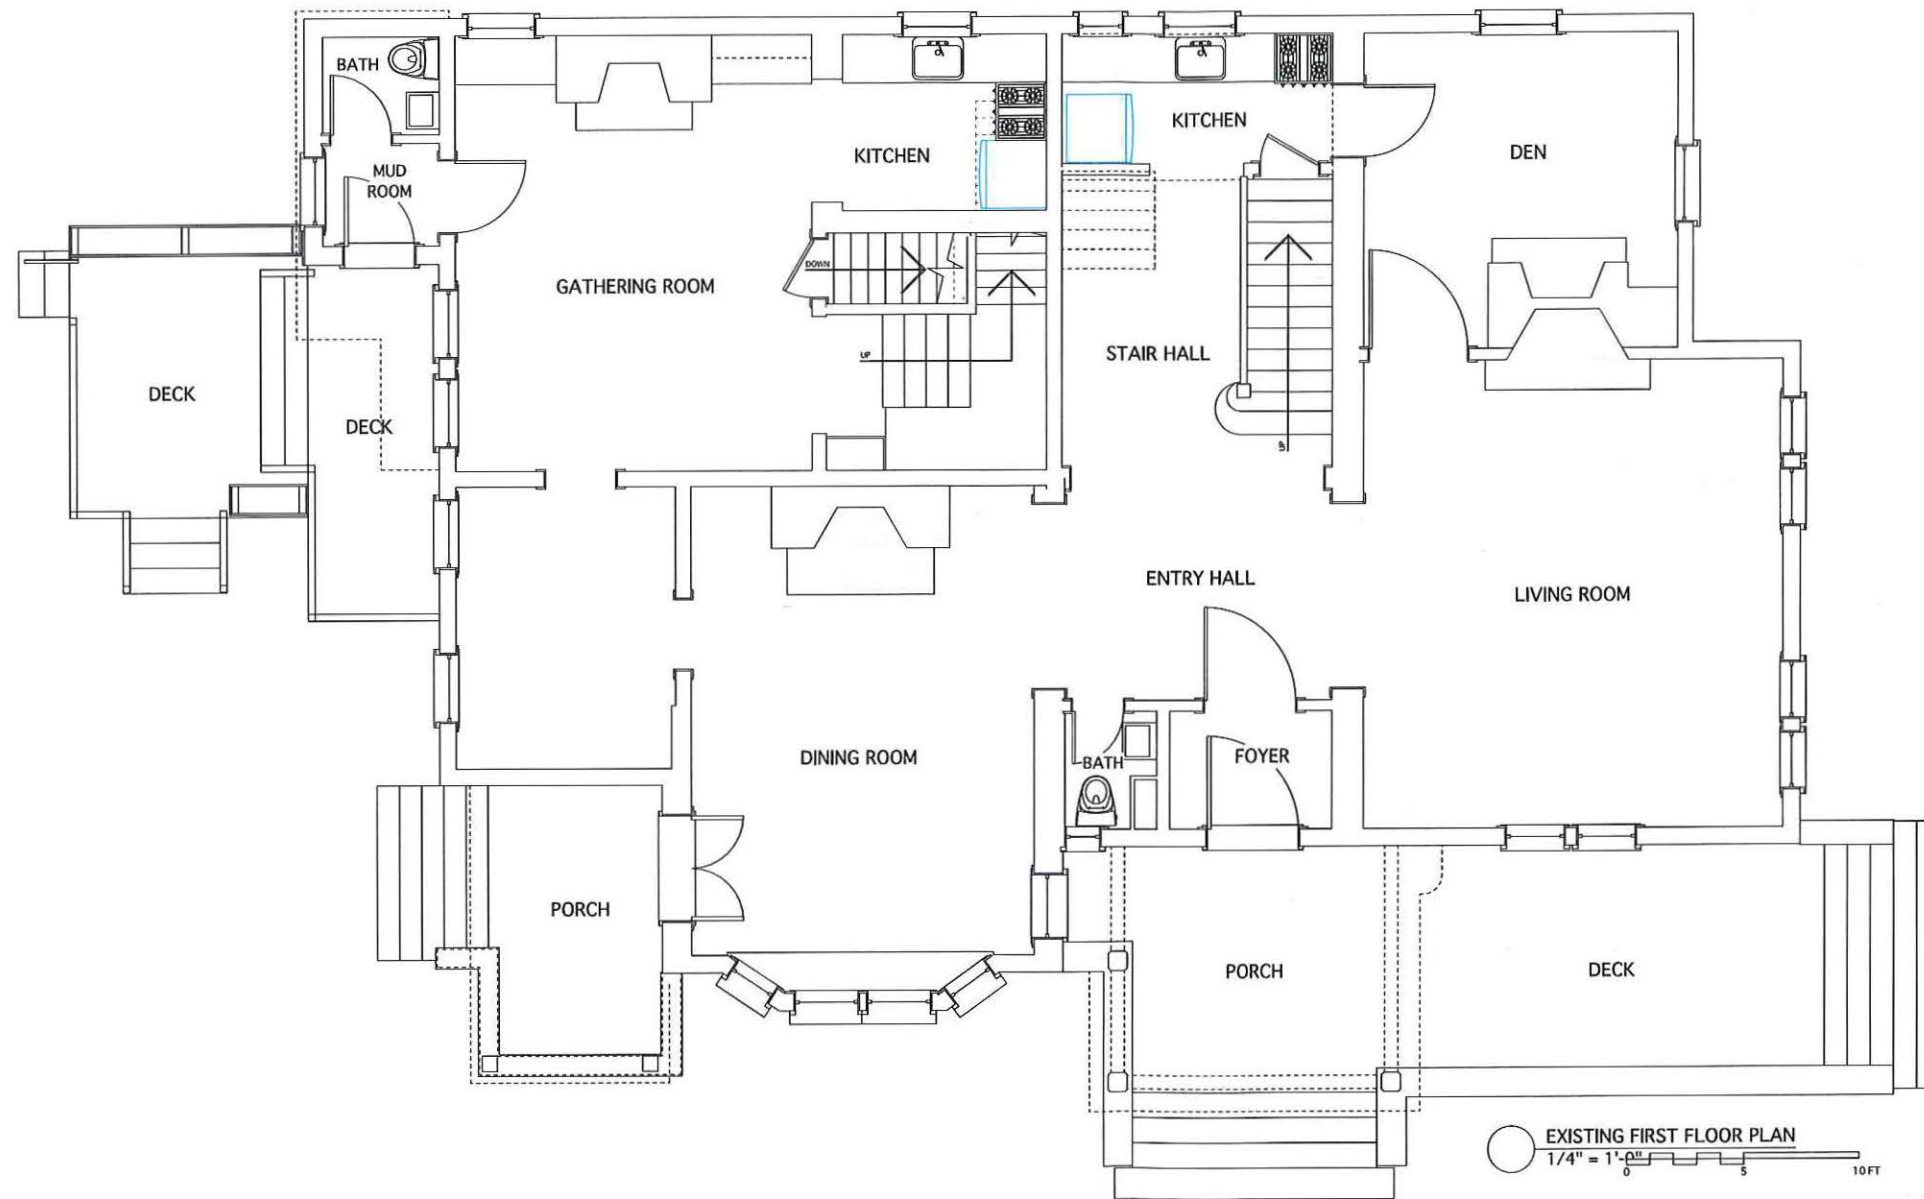 BATH
KITCHEN
KITCHEN
DEN
MUD
ROOM
DOWN
GATHERING ROOM
UP
STAIR HALL
DECK
DECK
UP
ENTRY HALL
LIVING ROOM
DINING ROOM
BATH
FOYER
PORCH
PORCH
DECK
EXISTING FIRST FLOOR PLAN
1/4" = 1'-0"
0 5 10 FT